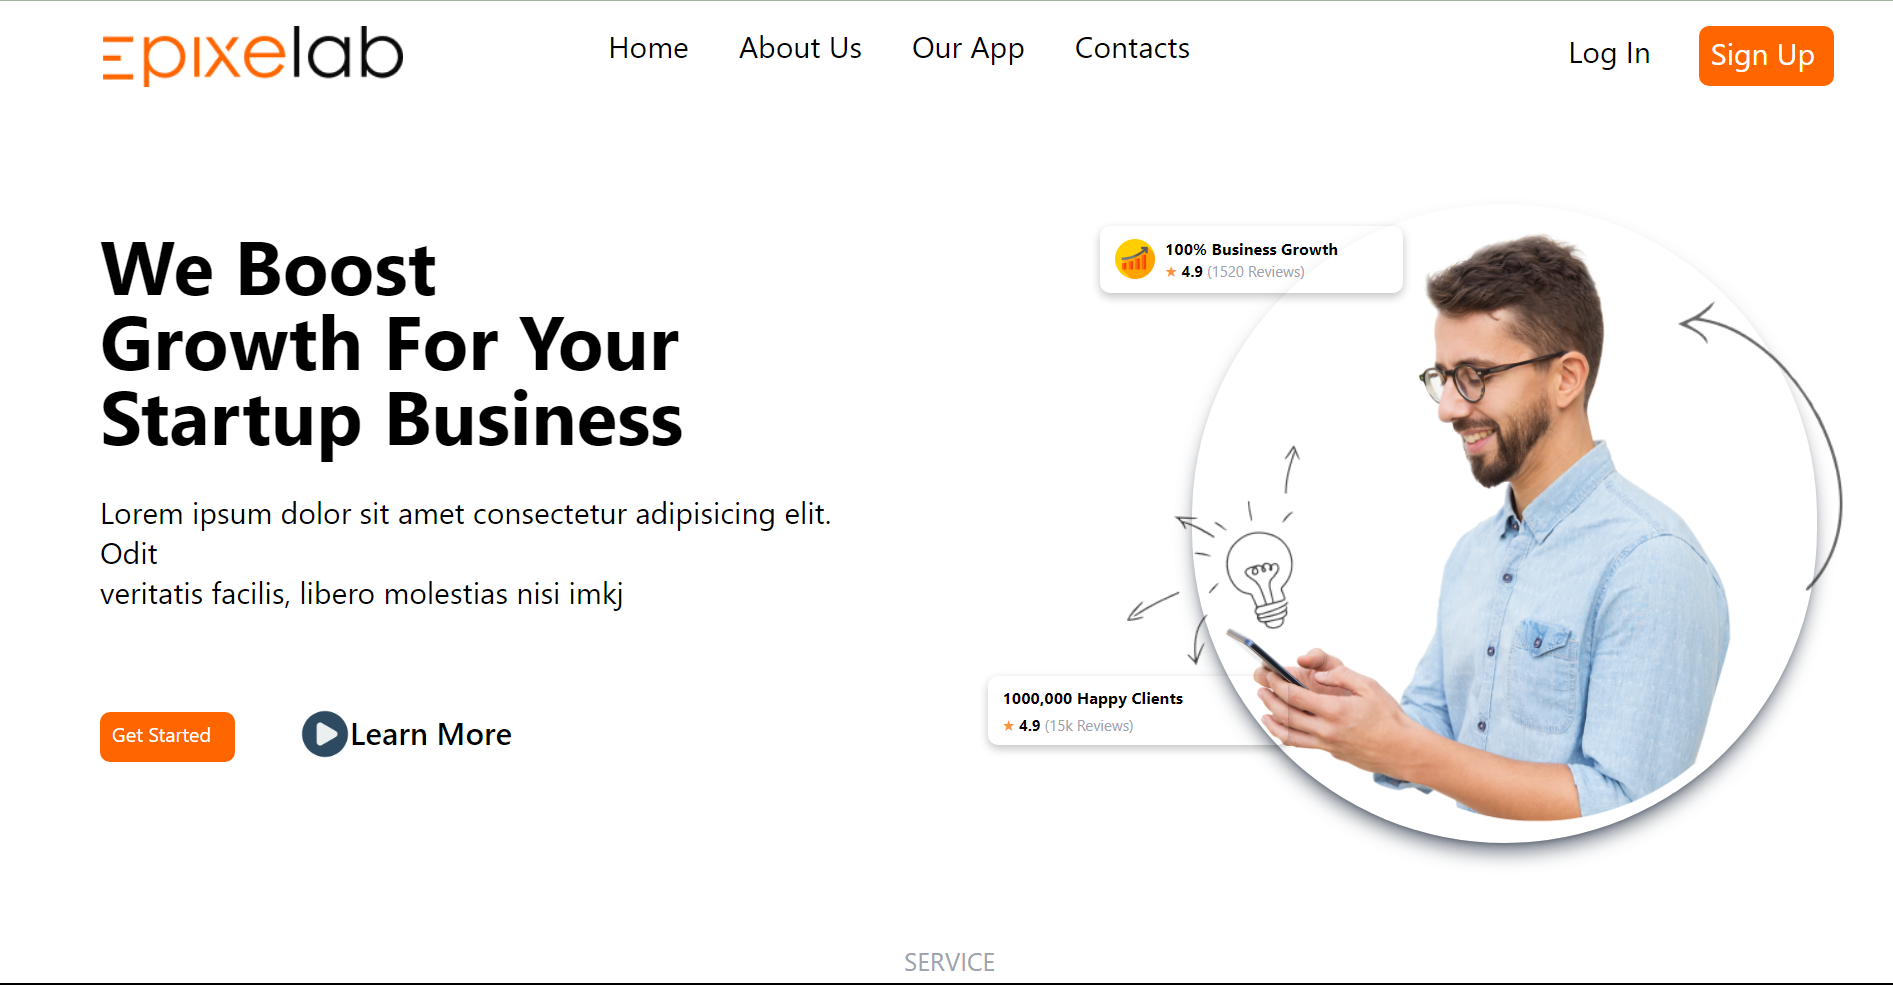 Epixelab
Home About Us Our App Contacts
Log In Sign Up
We Boost
Growth For Your
Startup Business
Lorem ipsum dolor sit amet consectetur adipisicing elit.
Odit
veritatis facilis, libero molestias nisi imkj
Get Started
Learn More
100% Business Growth
★ 4.9 (1520 Reviews)
1000,000 Happy Clients
★ 4.9 (15k Reviews)
SERVICE